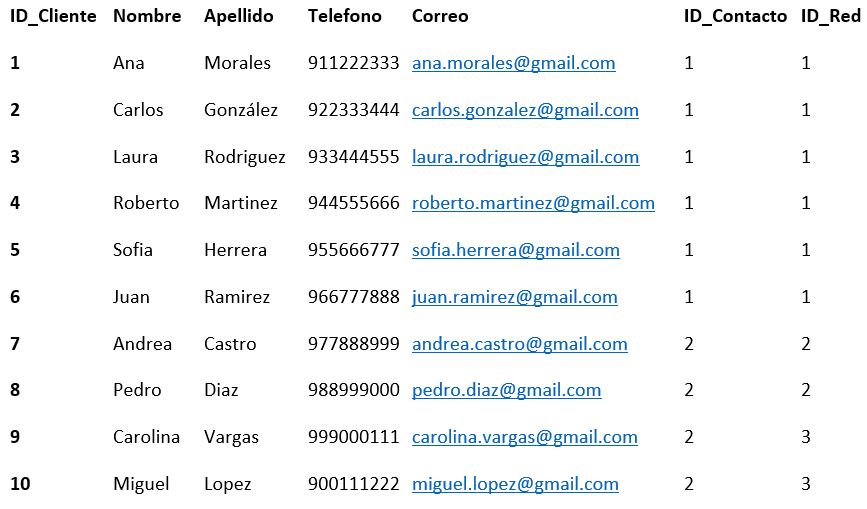 ID_Cliente Nombre Apellido Telefono Correo ID_Contacto ID_Red
1 Ana Morales 911222333 ana.morales@gmail.com 1 1
2 Carlos González 922333444 carlos.gonzalez@gmail.com 1 1
3 Laura Rodriguez 933444555 laura.rodriguez@gmail.com 1 1
4 Roberto Martinez 944555666 roberto.martinez@gmail.com 1 1
5 Sofia Herrera 955666777 sofia.herrera@gmail.com 1 1
6 Juan Ramirez 966777888 juan.ramirez@gmail.com 1 1
7 Andrea Castro 977888999 andrea.castro@gmail.com 2 2
8 Pedro Diaz 988999000 pedro.diaz@gmail.com 2 2
9 Carolina Vargas 999000111 carolina.vargas@gmail.com 2 3
10 Miguel Lopez 900111222 miguel.lopez@gmail.com 2 3